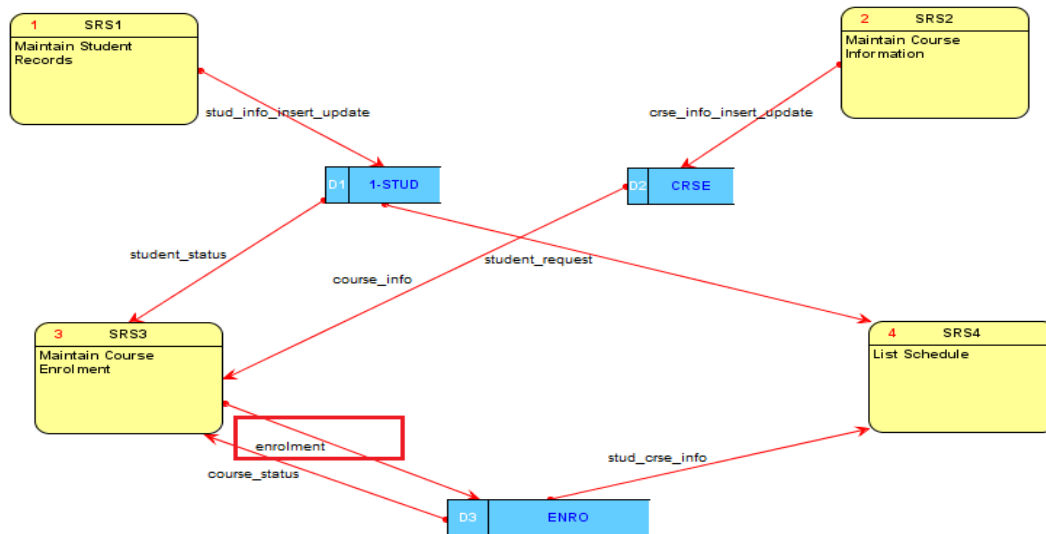 1 SRS1
Maintain Student
Records
2 SRS2
Maintain Course
Information
stud_info_insert_update
crse_info_insert_update
D1 1-STUD
D2 CRSE
student_status
course_info
student_request
3 SRS3
Maintain Course
Enrolment
4 SRS4
List Schedule
enrolment
course_status
stud_crse_info
D3 ENRO